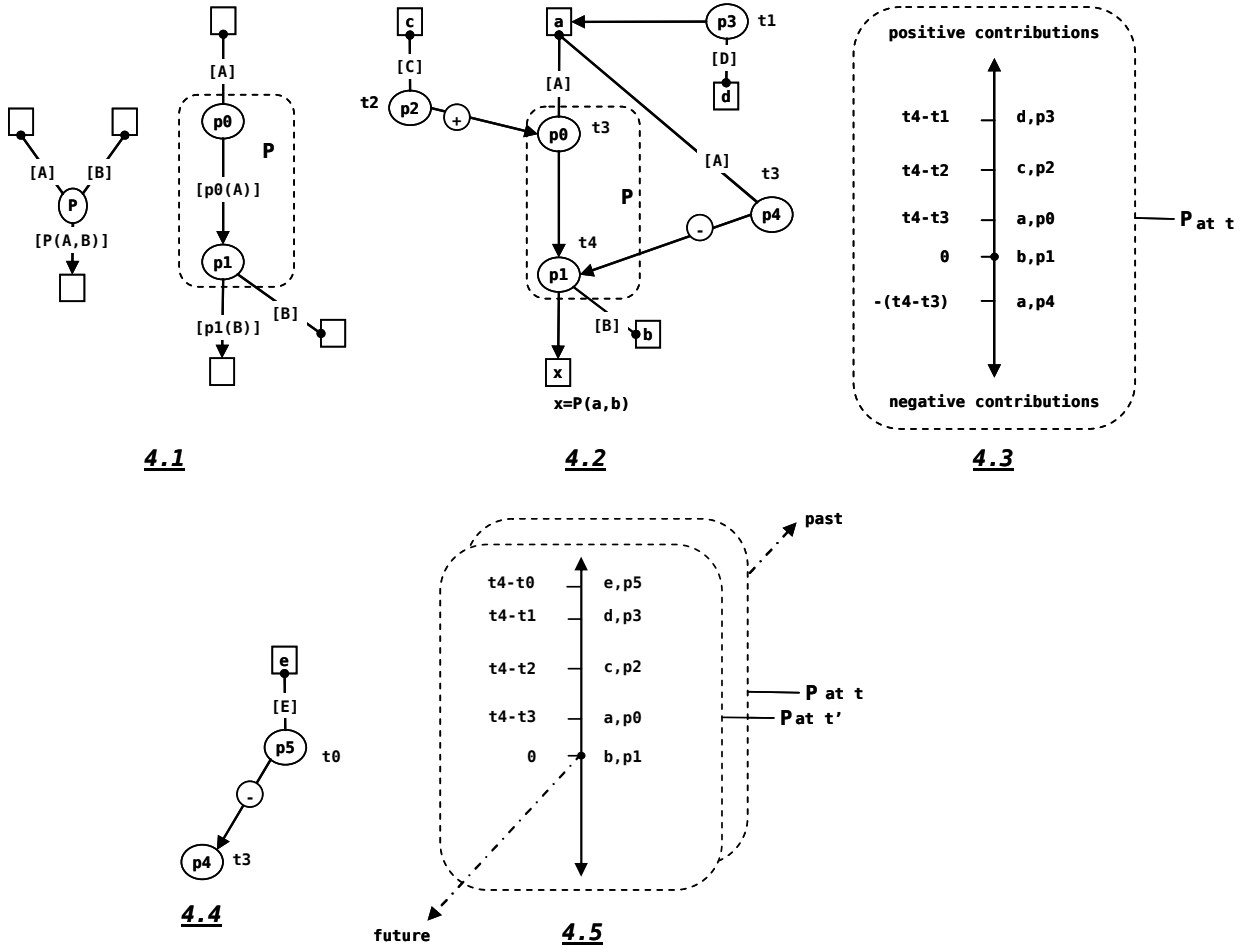 [A]
p0
P
[A]
[B]
P
[p0(A)]
[P(A,B)]
p1
[B]
[p1(B)]
4.1
c
a
p3
t1
[C]
[D]
[A]
d
t2
p2
+
p0
t3
[A]
t3
P
p4
-
t4
p1
[B]
b
x
x=P(a,b)
4.2
positive contributions
t4-t1 d,p3
t4-t2 c,p2
t4-t3 a,p0
P at t
0 b,p1
-(t4-t3) a,p4
negative contributions
4.3
e
[E]
p5
t0
-
p4
t3
4.4
past
t4-t0 e,p5
t4-t1 d,p3
t4-t2 c,p2
P at t
t4-t3 a,p0
P at t’
0 b,p1
future
4.5